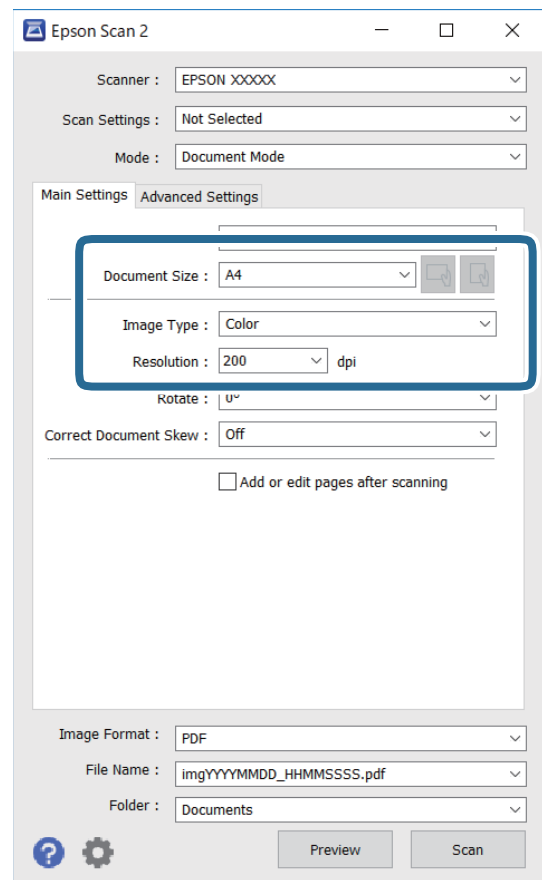 Epson Scan 2
Scanner : EPSON XXXXX
Scan Settings : Not Selected
Mode : Document Mode
Main Settings Advanced Settings
Document Size : A4
Image Type : Color
Resolution : 200 dpi
Rotate : 0°
Correct Document Skew : Off
Add or edit pages after scanning
Image Format : PDF
File Name : imgYYYYMMDD_HHMMSSSS.pdf
Folder : Documents
? Preview Scan